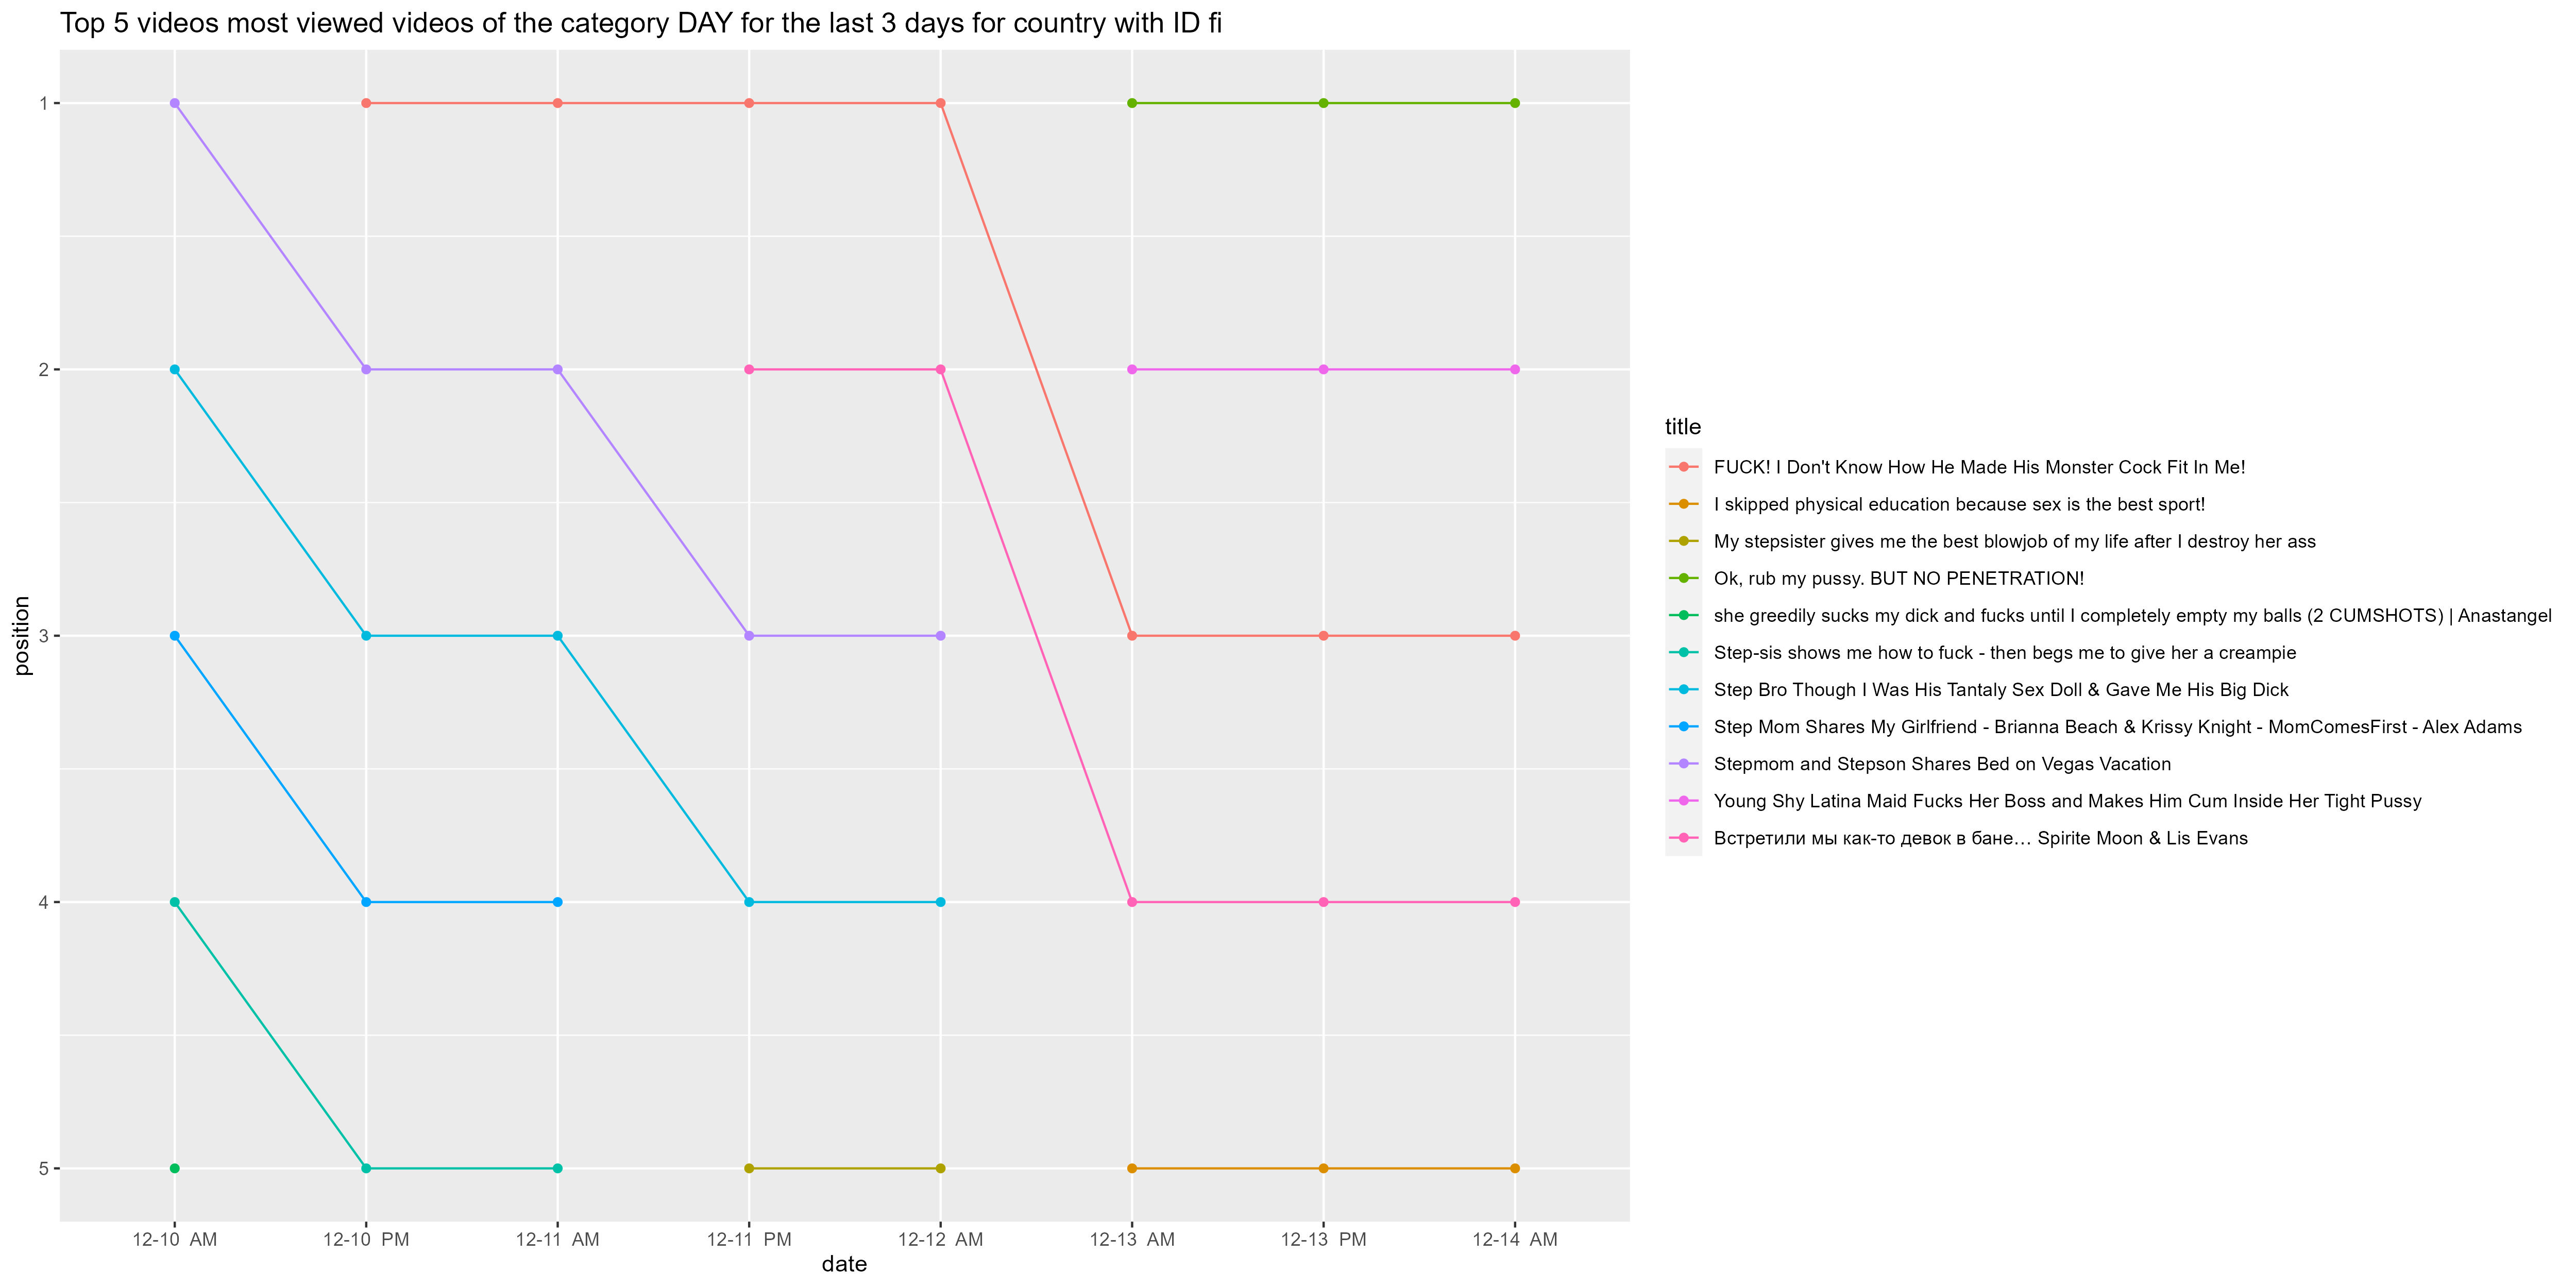 Top 5 videos most viewed videos of the category DAY for the last 3 days for country with ID fi
1
2
3
4
5
position
12-10 AM
12-10 PM
12-11 AM
12-11 PM
12-12 AM
12-13 AM
12-13 PM
12-14 AM
date
title
FUCK! I Don't Know How He Made His Monster Cock Fit In Me!
I skipped physical education because sex is the best sport!
My stepsister gives me the best blowjob of my life after I destroy her ass
Ok, rub my pussy. BUT NO PENETRATION!
she greedily sucks my dick and fucks until I completely empty my balls (2 CUMSHOTS) | Anastangel
Step-sis shows me how to fuck - then begs me to give her a creampie
Step Bro Though I Was His Tantaly Sex Doll & Gave Me His Big Dick
Step Mom Shares My Girlfriend - Brianna Beach & Krissy Knight - MomComesFirst - Alex Adams
Stepmom and Stepson Shares Bed on Vegas Vacation
Young Shy Latina Maid Fucks Her Boss and Makes Him Cum Inside Her Tight Pussy
Встретили мы как-то девок в бане… Spirite Moon & Lis Evans